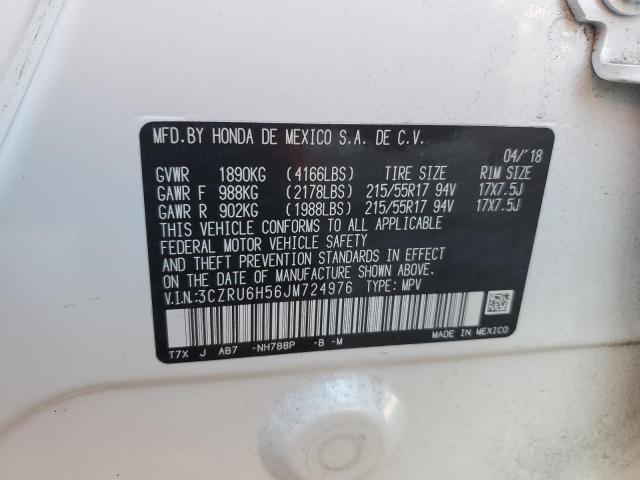 MFD.BY HONDA DE MEXICO S.A. DE C.V.
04/'18
GVWR 1890KG (4166LBS) TIRE SIZE RIM SIZE
GAWR F 988KG (2178LBS) 215/55R17 94V 17X7.5J
GAWR R 902KG (1988LBS) 215/55R17 94V 17X7.5J
THIS VEHICLE CONFORMS TO ALL APPLICABLE
FEDERAL MOTOR VEHICLE SAFETY
AND THEFT PREVENTION STANDARDS IN EFFECT
ON THE DATE OF MANUFACTURE SHOWN ABOVE.
V.I.N.:3CZRU6H56JM724976 TYPE: MPV
T7X J AB7 -NH788P -B -M
MADE IN MEXICO